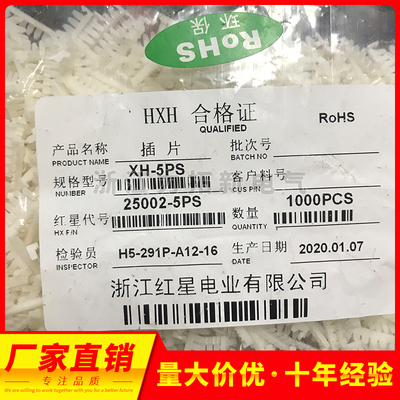 环保
RoHS
HXH 合格证 RoHS
QUALIFIED
产品名称 插片 批次号
PRODUCT NAME BATCH NO
规格型号 XH-5PS 客户料号
NUMBER CUS P/N
红星代号 25002-5PS 数量 1000PCS
HX P/N QUANTITY
检验员 H5-291P-A12-16 生产日期 2020.01.07
INSPECTOR DATE
浙江红星电业有限公司
厂家直销 量大价优·十年经验
专注品质